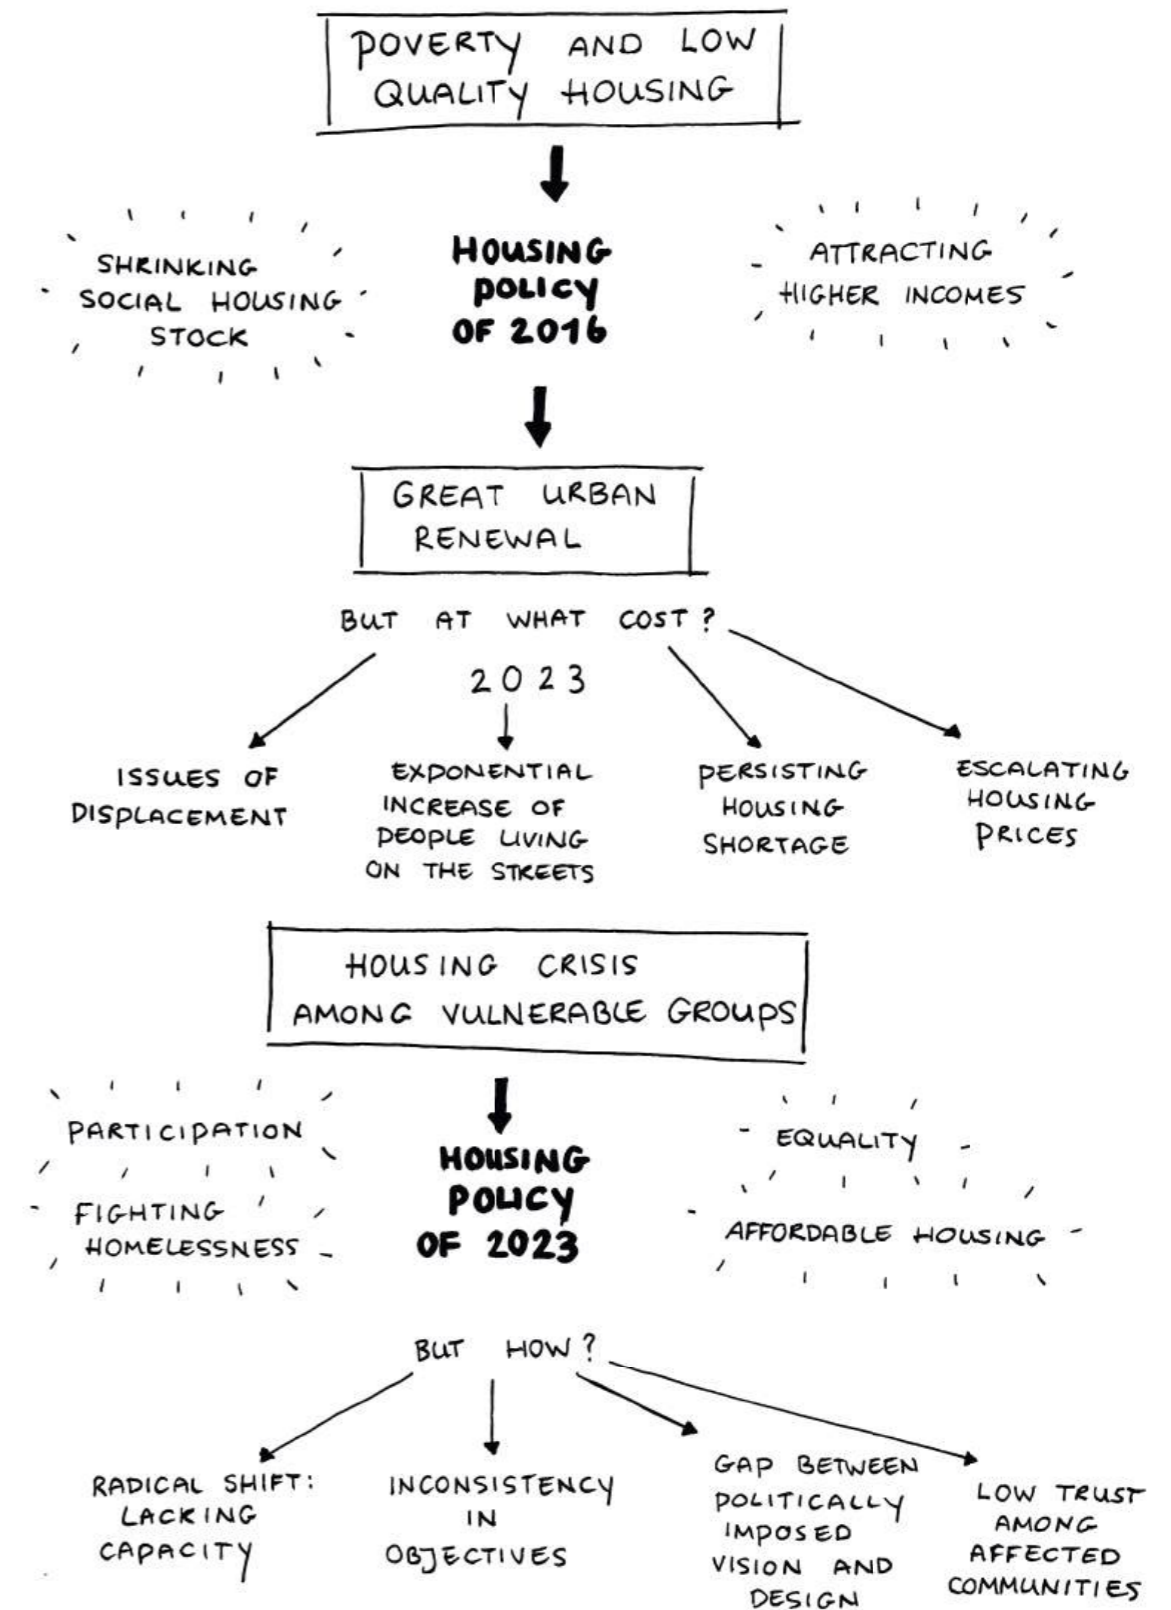 POVERTY AND LOW
QUALITY HOUSING
SHRINKING
SOCIAL HOUSING
STOCK
HOUSING
POLICY
OF 2016
ATTRACTING
HIGHER INCOMES
GREAT URBAN
RENEWAL
BUT AT WHAT COST?
2023
ISSUES OF
DISPLACEMENT
EXPONENTIAL
INCREASE OF
PEOPLE LIVING
ON THE STREETS
PERSISTING
HOUSING
SHORTAGE
ESCALATING
HOUSING
PRICES
HOUSING CRISIS
AMONG VULNERABLE GROUPS
PARTICIPATION
FIGHTING
HOMELESSNESS
HOUSING
POLICY
OF 2023
EQUALITY
AFFORDABLE HOUSING
BUT HOW?
RADICAL SHIFT:
LACKING
CAPACITY
INCONSISTENCY
IN
OBJECTIVES
GAP BETWEEN
POLITICALLY
IMPOSED
VISION AND
DESIGN
LOW TRUST
AMONG
AFFECTED
COMMUNITIES